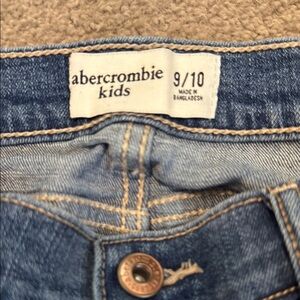 abercrombie
kids
9/10
MADE IN
BANGLADESH